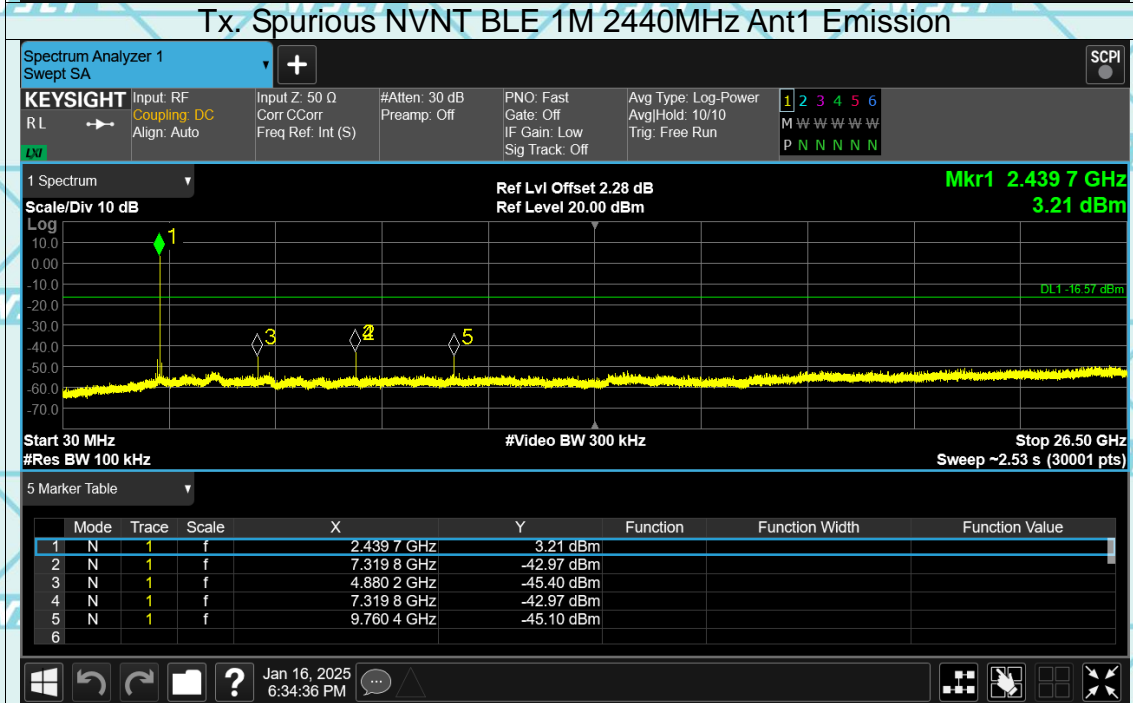 Tx. Spurious NVNT BLE 1M 2440MHz Ant1 Emission
Spectrum Analyzer 1
Swept SA
+
SCPI
KEYSIGHT Input: RF Input Z: 50 Ω #Atten: 30 dB PNO: Fast Avg Type: Log-Power 1 2 3 4 5 6
RL Coupling: DC Corr CCorr Preamp: Off Gate: Off Avg|Hold: 10/10 M W W W W W
Align: Auto Freq Ref: Int (S) IF Gain: Low Trig: Free Run P N N N N N
LXI Sig Track: Off
1 Spectrum
Ref Lvl Offset 2.28 dB Mkr1 2.439 7 GHz
Scale/Div 10 dB Ref Level 20.00 dBm 3.21 dBm
Log
1
10.0
0.00
-10.0
DL1 -16.57 dBm
-20.0
-30.0
3 5
-40.0
-50.0
-60.0
-70.0
Start 30 MHz #Video BW 300 kHz Stop 26.50 GHz
#Res BW 100 kHz Sweep ~2.53 s (30001 pts)
5 Marker Table
Mode Trace Scale X Y Function Function Width Function Value
1 N 1 f 2.439 7 GHz 3.21 dBm
2 N 1 f 7.319 8 GHz -42.97 dBm
3 N 1 f 4.880 2 GHz -45.40 dBm
4 N 1 f 7.319 8 GHz -42.97 dBm
5 N 1 f 9.760 4 GHz -45.10 dBm
6
? Jan 16, 2025
6:34:36 PM